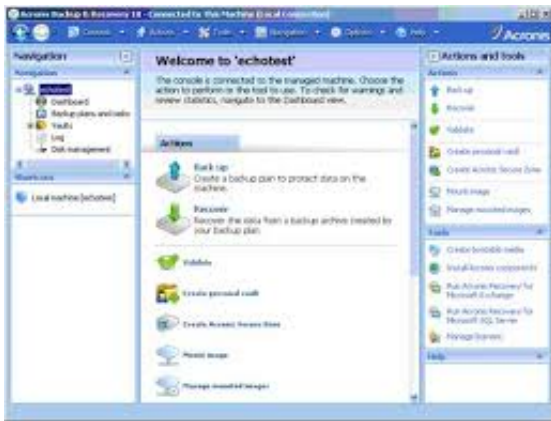 Acronis Backup & Recovery 10 - Connected to This Machine (Local connection)
Console
Actions
Tools
Navigation
Options
Help
Acronis
Navigation
Navigation
echotest
Dashboard
Backup plans and tasks
Vaults
Log
Disk management
Shortcuts
Local machine [echotest]
Welcome to 'echotest'
The console is connected to the managed machine. Choose the
action to perform or the tool to use. To check for warnings and
review statistics, navigate to the Dashboard view.
Actions
Back up
Create a backup plan to protect data on the
machine.
Recover
Recover the data from a backup archive created by
your backup plan.
Validate
Create personal vault
Create Acronis Secure Zone
Mount image
Manage mounted images
Actions and tools
Actions
Back up
Recover
Validate
Create personal vault
Create Acronis Secure Zone
Mount image
Manage mounted images
Tools
Create bootable media
Install Acronis components
Run Acronis Recovery for
Microsoft Exchange
Run Acronis Recovery for
Microsoft SQL Server
Manage licenses
Help